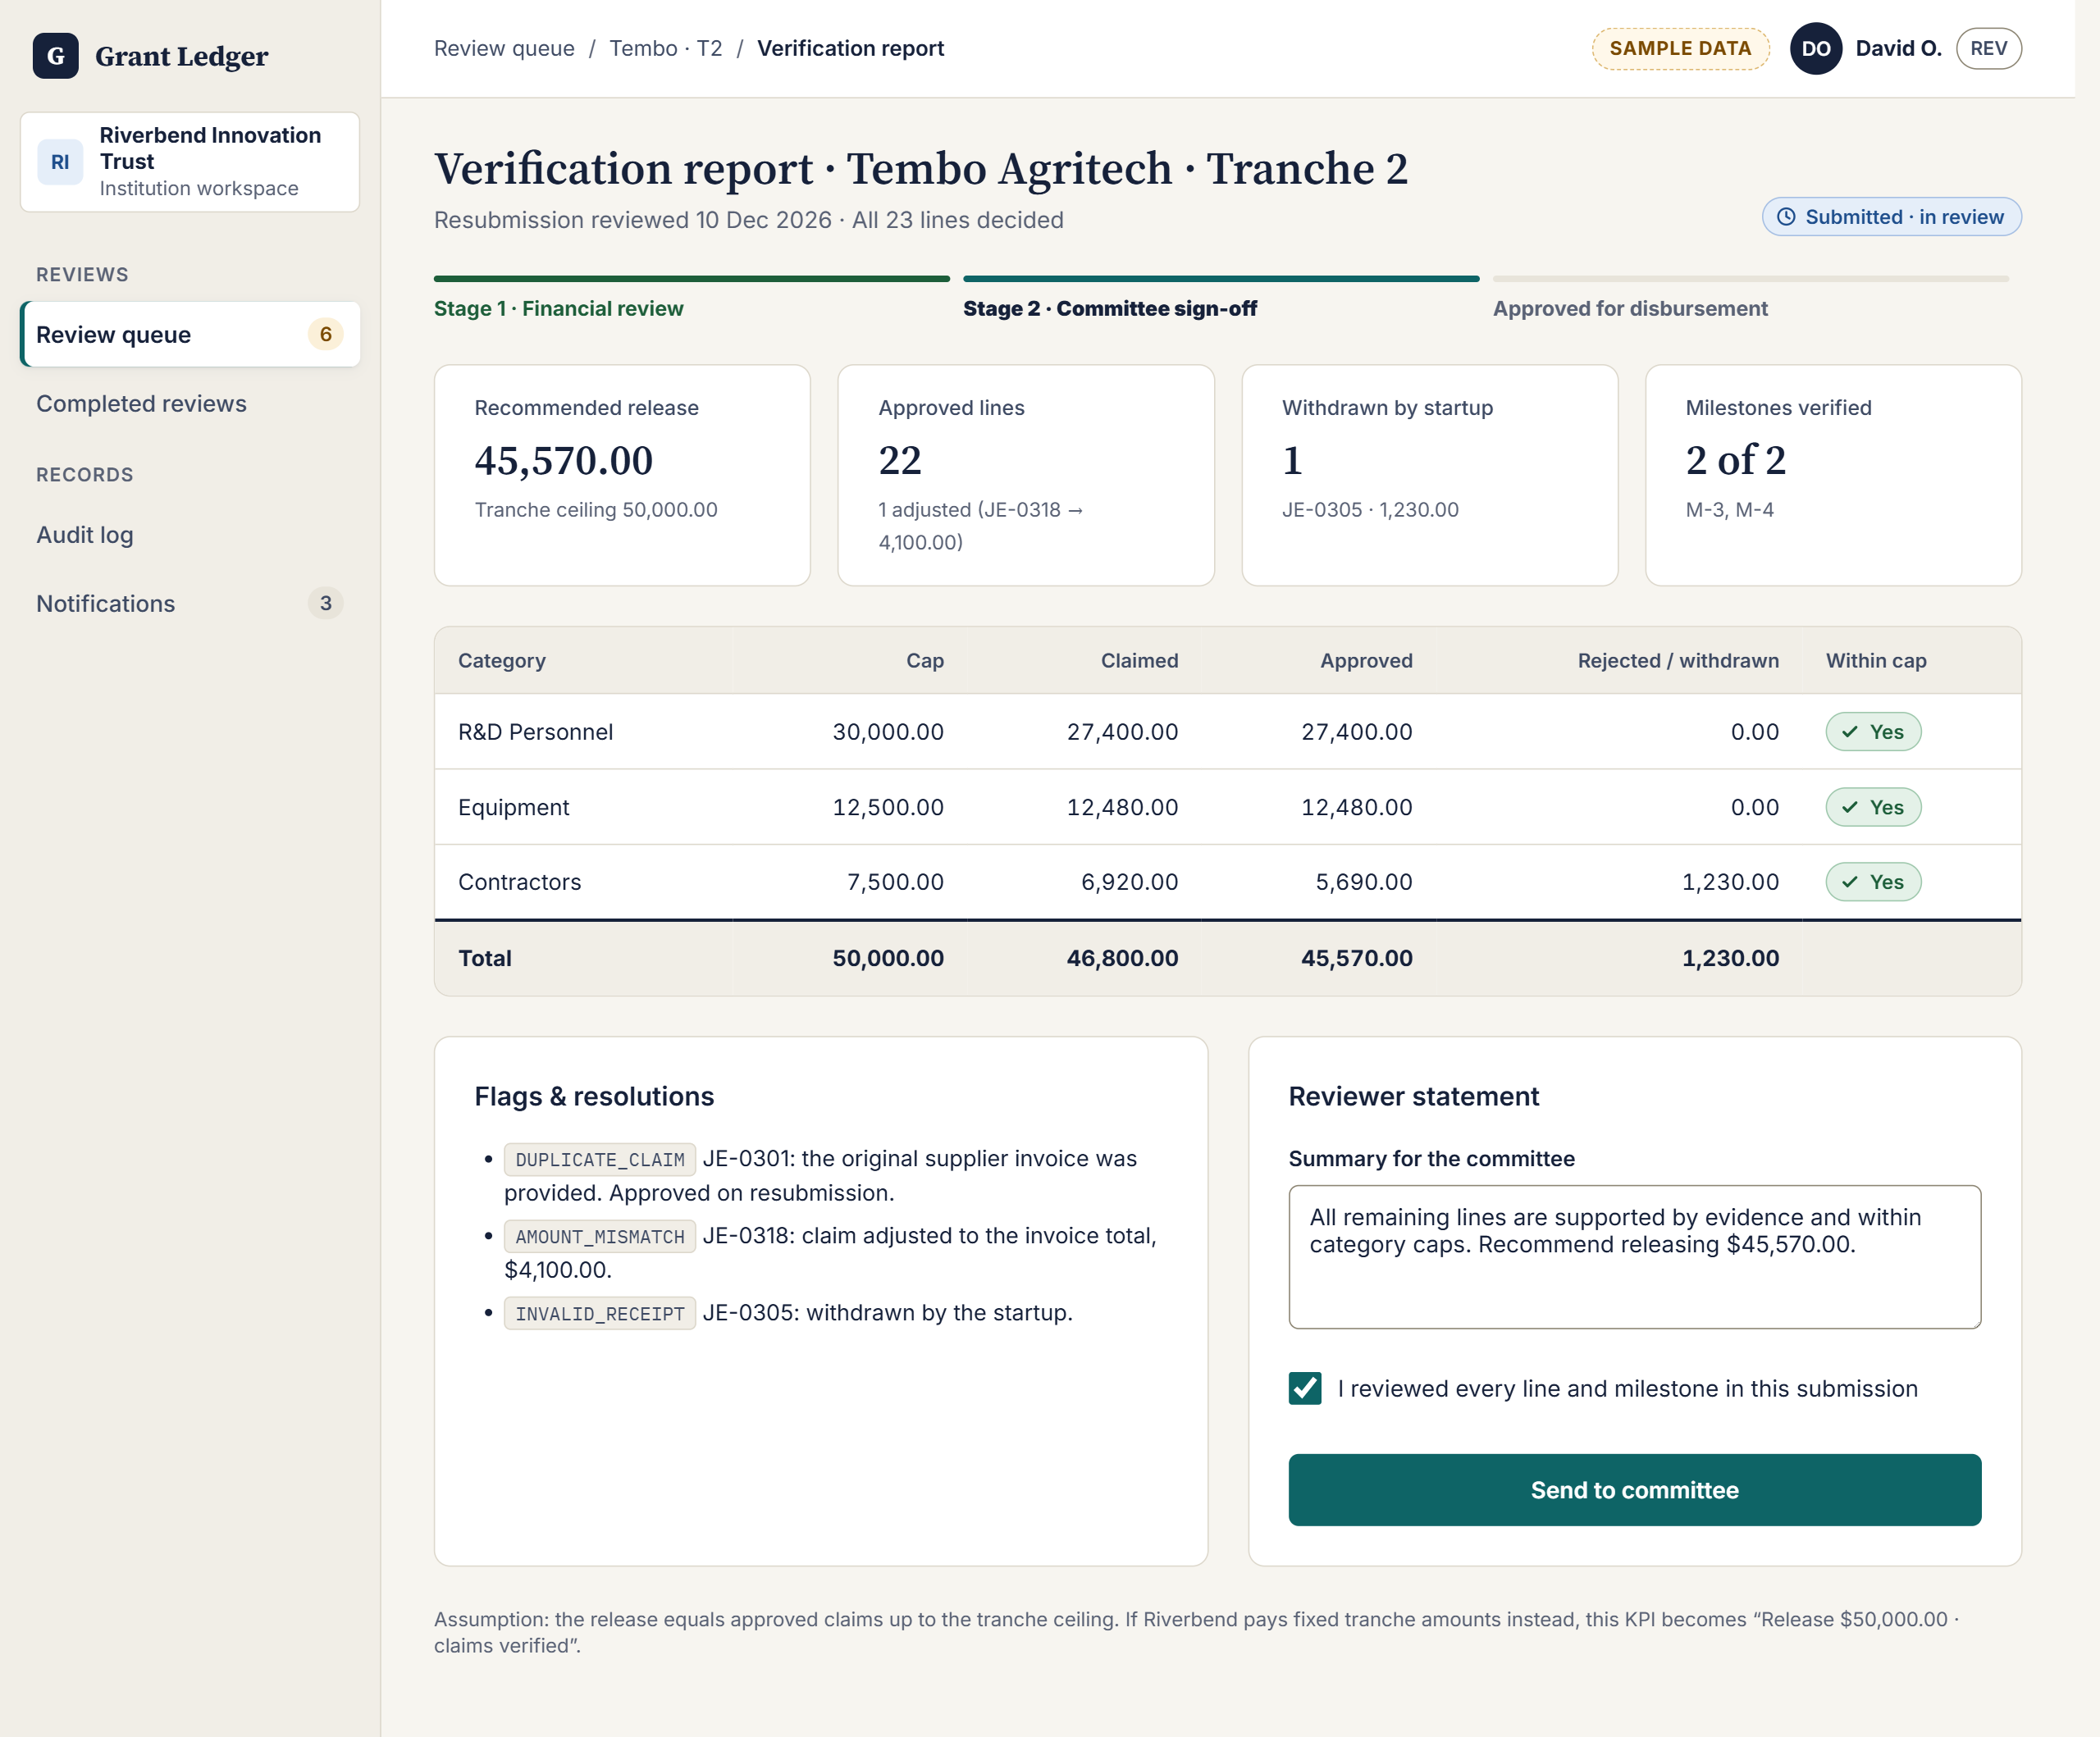 G Grant Ledger
RI
Riverbend Innovation
Trust
Institution workspace
REVIEWS
Review queue 6
Completed reviews
RECORDS
Audit log
Notifications 3
Review queue / Tembo · T2 / Verification report
SAMPLE DATA DO David O. REV
Verification report · Tembo Agritech · Tranche 2
Resubmission reviewed 10 Dec 2026 · All 23 lines decided
Submitted · in review
Stage 1 · Financial review
Stage 2 · Committee sign-off
Approved for disbursement
Recommended release
45,570.00
Tranche ceiling 50,000.00
Approved lines
22
1 adjusted (JE-0318 →
4,100.00)
Withdrawn by startup
1
JE-0305 · 1,230.00
Milestones verified
2 of 2
M-3, M-4
Category Cap Claimed Approved Rejected / withdrawn Within cap
R&D Personnel 30,000.00 27,400.00 27,400.00 0.00 Yes
Equipment 12,500.00 12,480.00 12,480.00 0.00 Yes
Contractors 7,500.00 6,920.00 5,690.00 1,230.00 Yes
Total 50,000.00 46,800.00 45,570.00 1,230.00
Flags & resolutions
• DUPLICATE_CLAIM JE-0301: the original supplier invoice was
provided. Approved on resubmission.
• AMOUNT_MISMATCH JE-0318: claim adjusted to the invoice total,
$4,100.00.
• INVALID_RECEIPT JE-0305: withdrawn by the startup.
Reviewer statement
Summary for the committee
All remaining lines are supported by evidence and within
category caps. Recommend releasing $45,570.00.
I reviewed every line and milestone in this submission
Send to committee
Assumption: the release equals approved claims up to the tranche ceiling. If Riverbend pays fixed tranche amounts instead, this KPI becomes “Release $50,000.00 ·
claims verified”.